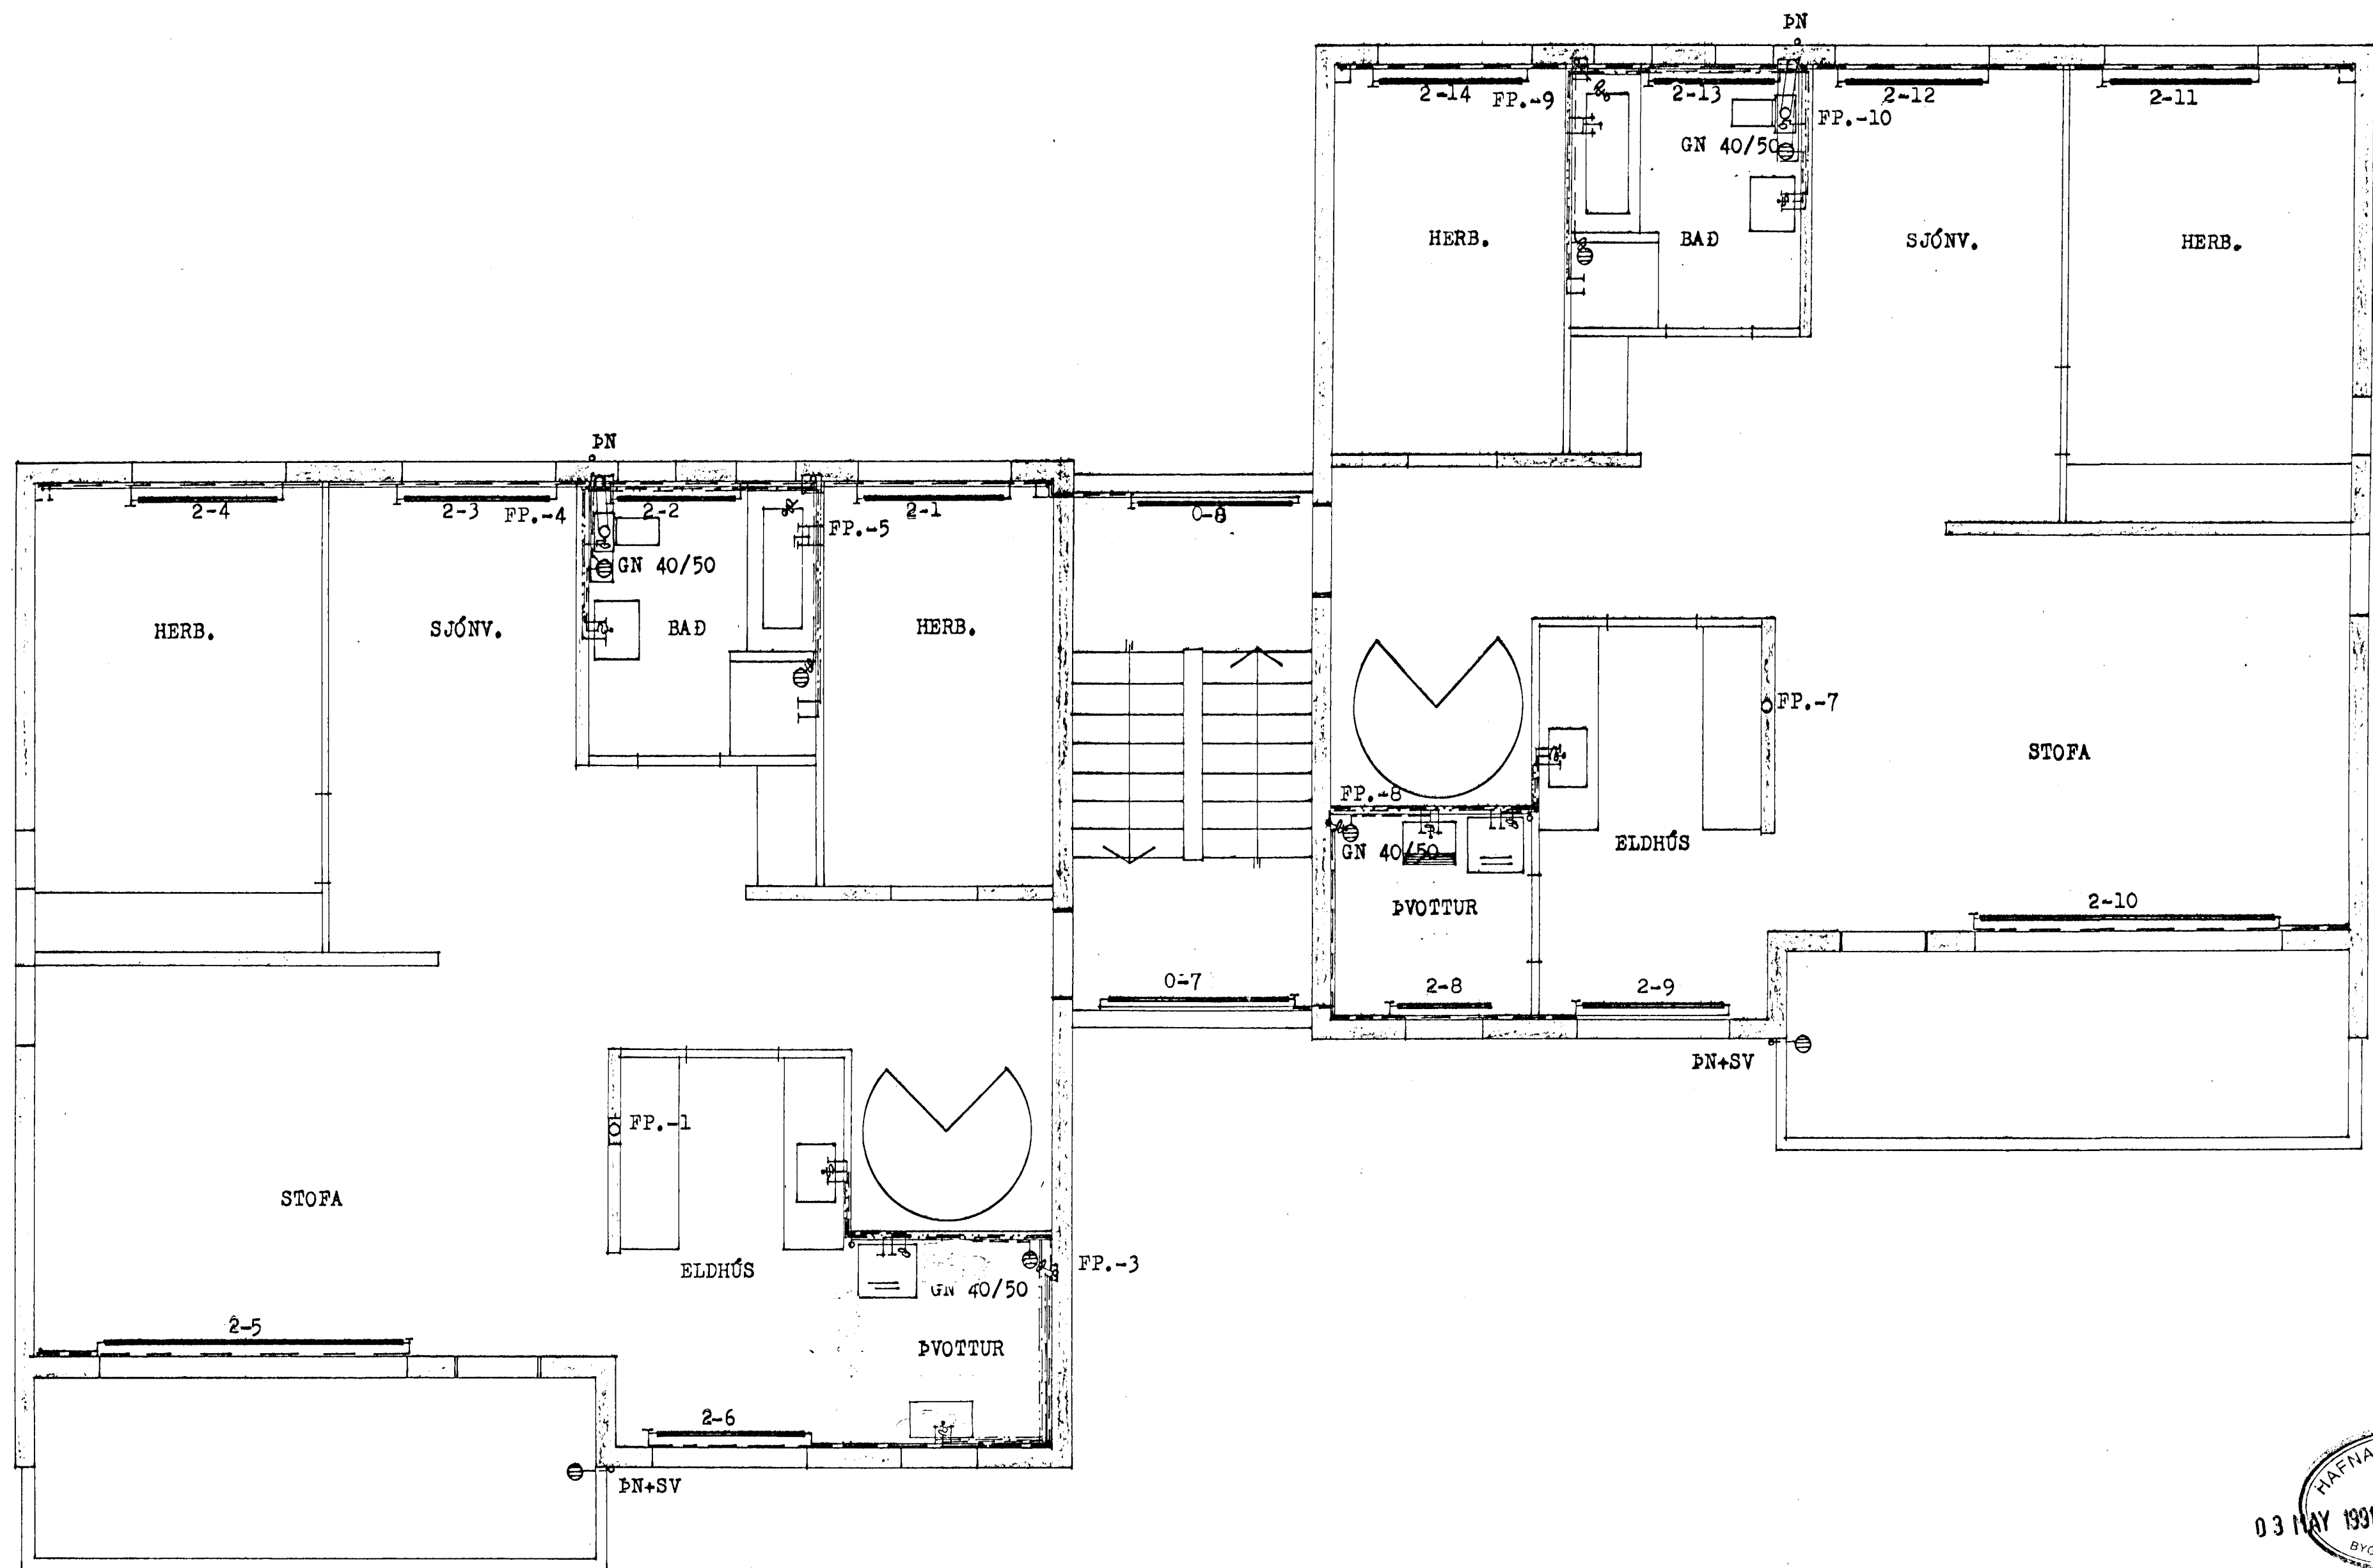 ÞN
2-14
FP.-9
2-13
2-12
2-11
FP.-10
GN 40/50
HERB.
BAÐ
SJÓNV.
HERB.
ÞN
2-4
2-3
FP.-4
2-2
2-1
0-8
FP.-5
GN 40/50
HERB.
SJÓNV.
BAÐ
HERB.
FP.-7
STOFA
FP.-8
ELDHÚS
GN 40/50
ÞVOTTUR
2-10
0-7
2-8
2-9
ÞN+SV
FP.-1
STOFA
ELDHÚS
FP.-3
GN 40/50
2-5
ÞVOTTUR
2-6
ÞN+SV
HAFNA
03 MAY 1991
BYG